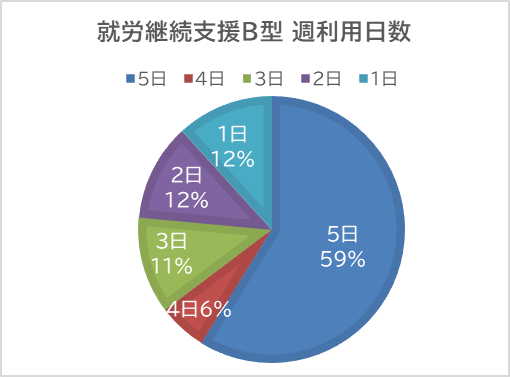 就労継続支援B型 週利用日数
5日 4日 3日 2日 1日
1日
12%
2日
12%
5日
59%
3日
11%
4日6%